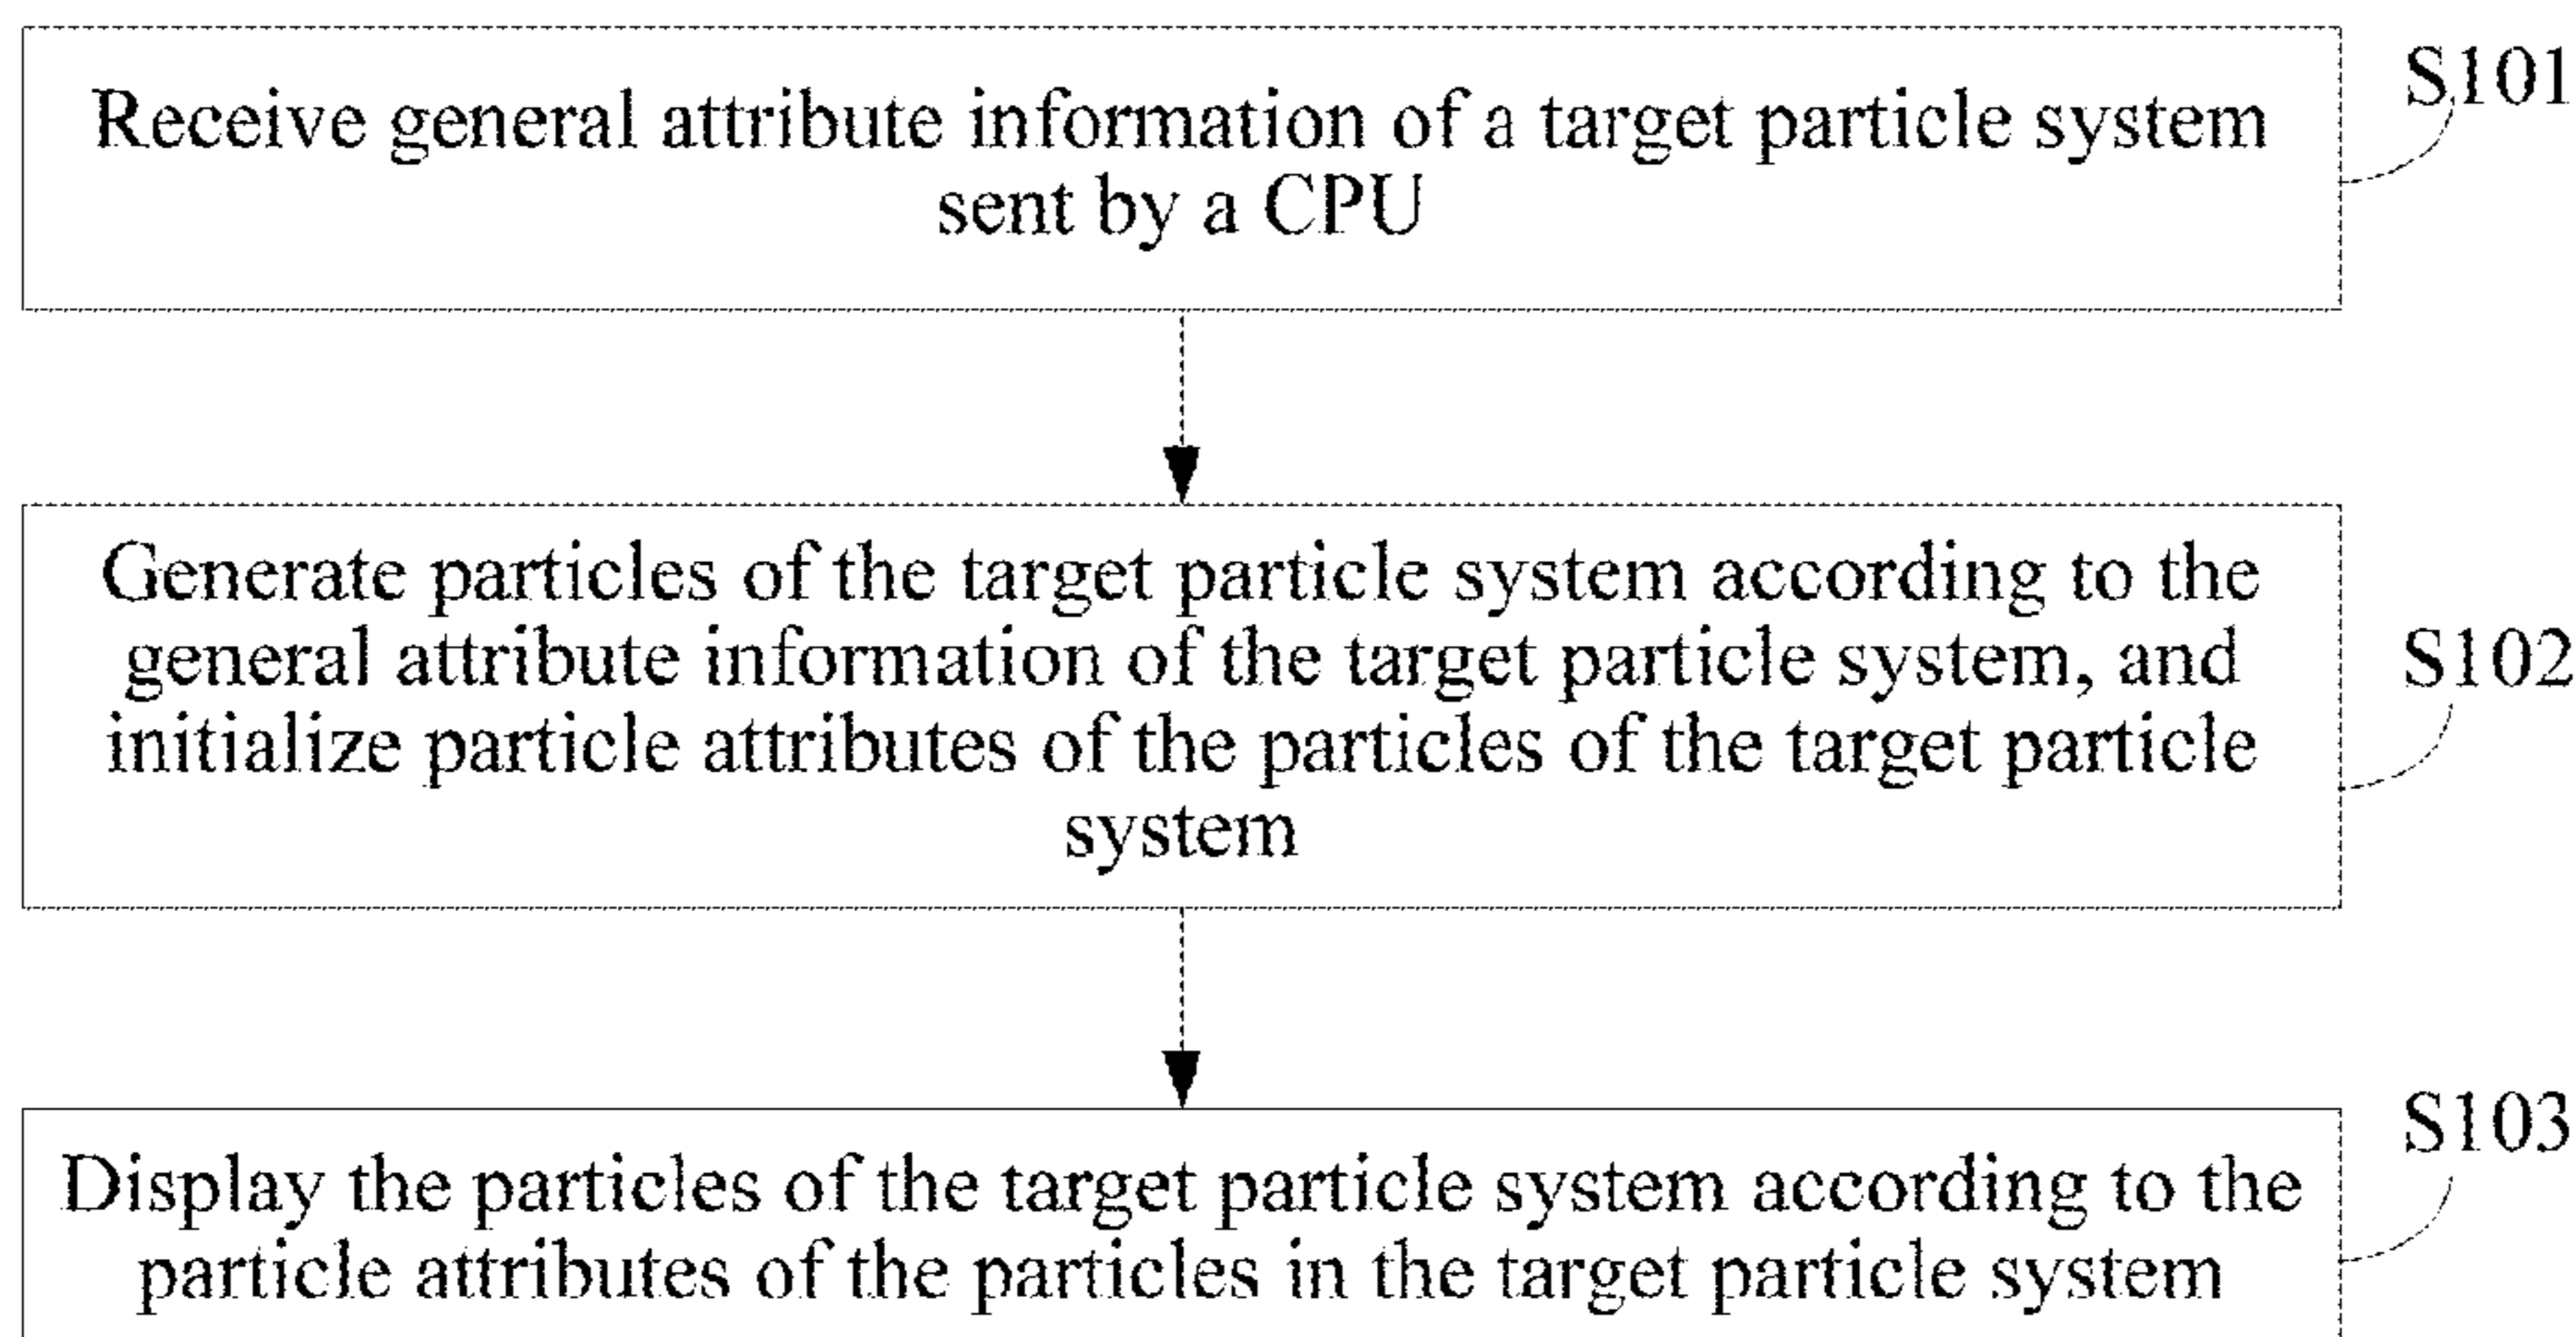 Receive general attribute information of a target particle system
sent by a CPU
S101
Generate particles of the target particle system according to the
general attribute information of the target particle system, and
initialize particle attributes of the particles of the target particle
system
S102
Display the particles of the target particle system according to the
particle attributes of the particles in the target particle system
S103